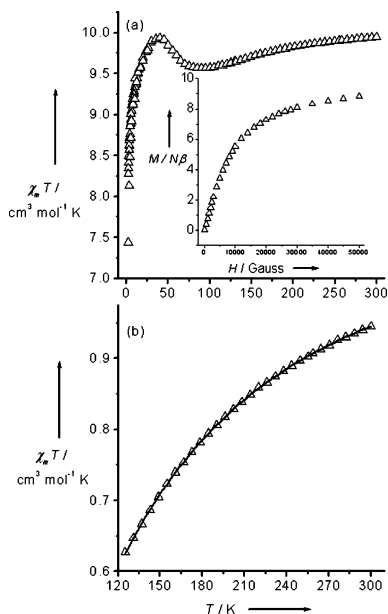 (a)
10.0
9.5
9.0
8.5
8.0
7.5
7.0
χₘT /
cm³ mol⁻¹ K
0 50 100 150 200 250 300
M / Nβ
10
8
6
4
2
0
0 10000 20000 30000 40000 50000
H / Gauss
(b)
0.9
0.8
0.7
0.6
χₘT /
cm³ mol⁻¹ K
120 150 180 210 240 270 300
T / K